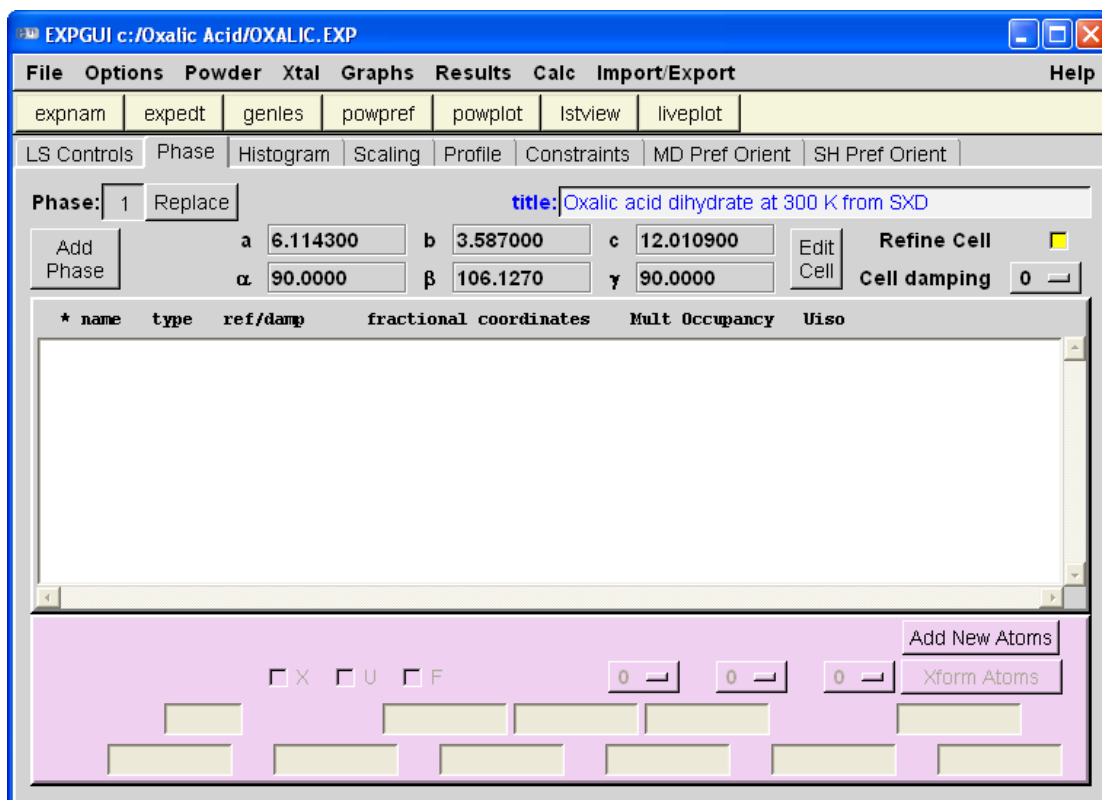 EXPGUI c:/Oxalic Acid/OXALIC.EXP
File Options Powder Xtal Graphs Results Calc Import/Export Help
expnam expedt genles powpref powplot lstview liveplot
LS Controls Phase Histogram Scaling Profile Constraints MD Pref Orient SH Pref Orient
Phase: 1 Replace title: Oxalic acid dihydrate at 300 K from SXD
Add Phase a 6.114300 b 3.587000 c 12.010900 Edit Cell Refine Cell
α 90.0000 β 106.1270 γ 90.0000 Cell damping 0
* name type ref/damp fractional coordinates Mult Occupancy Uiso
Add New Atoms
X U F 0 0 0 Xform Atoms